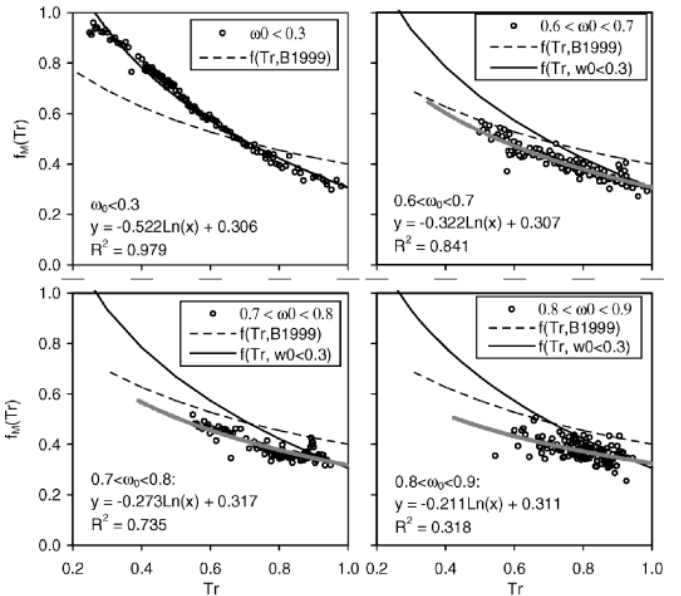 1.0
0.8
0.6
0.4
0.2
0.0
f_M(Tr)
ω0 < 0.3
f(Tr,B1999)
ω₀<0.3
y = -0.522Ln(x) + 0.306
R² = 0.979
0.6 < ω0 < 0.7
f(Tr,B1999)
f(Tr, w0<0.3)
0.6<ω₀<0.7
y = -0.322Ln(x) + 0.307
R² = 0.841
1.0
0.8
0.6
0.4
0.2
0.0
f_M(Tr)
0.7 < ω0 < 0.8
f(Tr,B1999)
f(Tr, w0<0.3)
0.7<ω₀<0.8:
y = -0.273Ln(x) + 0.317
R² = 0.735
0.2 0.4 0.6 0.8 1.0
Tr
0.8 < ω0 < 0.9
f(Tr,B1999)
f(Tr, w0<0.3)
0.8<ω₀<0.9:
y = -0.211Ln(x) + 0.311
R² = 0.318
0.4 0.6 0.8 1.0
Tr